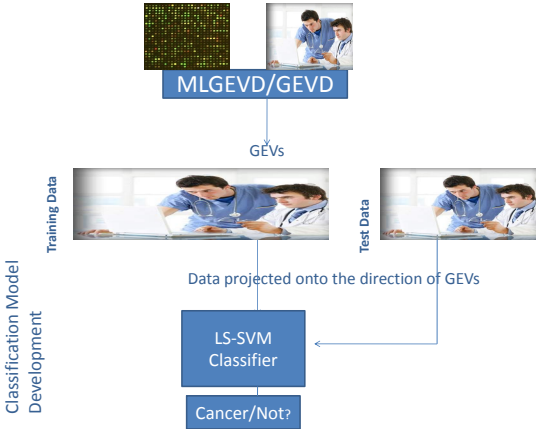 MLGEVD/GEVD
GEVs
Training Data
Test Data
Data projected onto the direction of GEVs
Classification Model
Development
LS-SVM
Classifier
Cancer/Not?